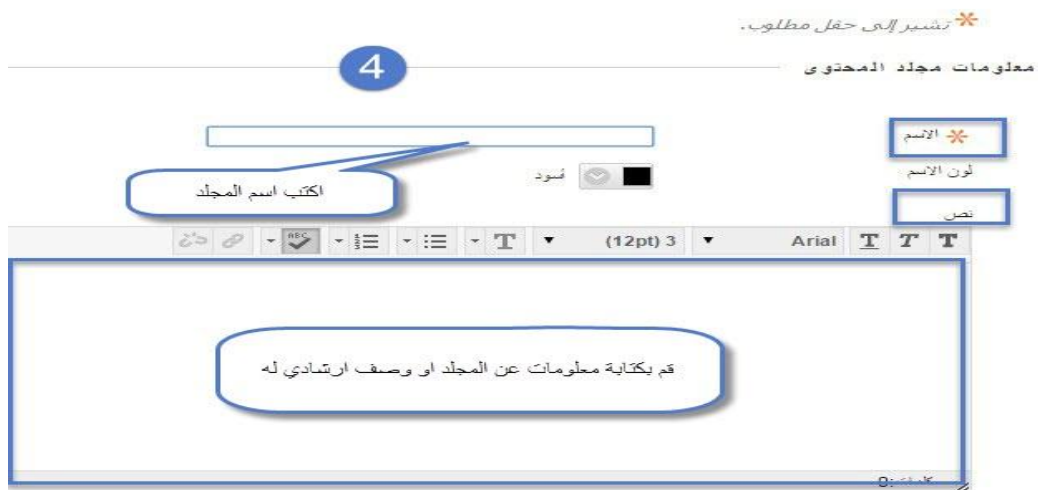 تشير إلى حقل مطلوب.
4
معلومات مجلد المحتوى
الاسم
اكتب اسم المجلد
لون الاسم
أسود
نص
T T T Arial 3 (12pt) T ABC
قم بكتابة معلومات عن المجلد او وصف ارشادي له